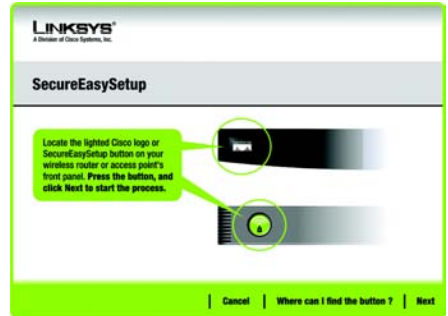 LINKSYS®
A Division of Cisco Systems, Inc.
SecureEasySetup
Locate the lighted Cisco logo or
SecureEasySetup button on your
wireless router or access point's
front panel. Press the button, and
click Next to start the process.
Cancel
Where can I find the button ?
Next